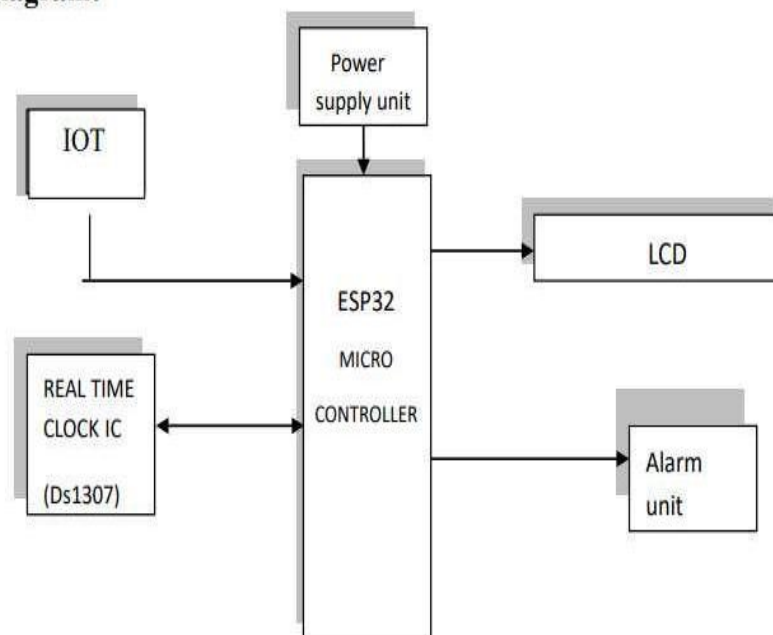 Power
supply unit
IOT
LCD
ESP32
MICRO
CONTROLLER
REAL TIME
CLOCK IC
(Ds1307)
Alarm
unit